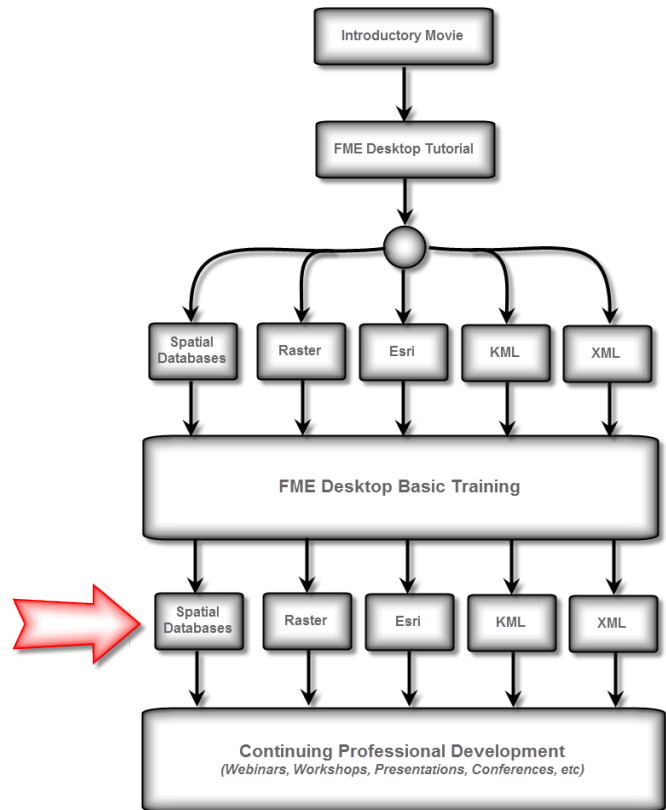 Introductory Movie
FME Desktop Tutorial
Spatial
Databases
Raster
Esri
KML
XML
FME Desktop Basic Training
Spatial
Databases
Raster
Esri
KML
XML
Continuing Professional Development
(Webinars, Workshops, Presentations, Conferences, etc)